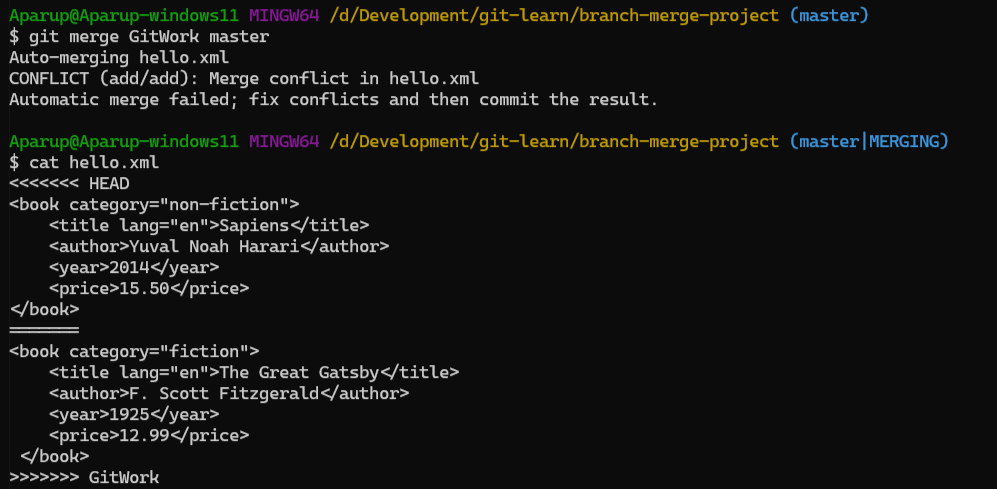 Aparup@Aparup-windows11 MINGW64 /d/Development/git-learn/branch-merge-project (master)
$ git merge GitWork master
Auto-merging hello.xml
CONFLICT (add/add): Merge conflict in hello.xml
Automatic merge failed; fix conflicts and then commit the result.

Aparup@Aparup-windows11 MINGW64 /d/Development/git-learn/branch-merge-project (master|MERGING)
$ cat hello.xml
<<<<<<< HEAD
<book category="non-fiction">
    <title lang="en">Sapiens</title>
    <author>Yuval Noah Harari</author>
    <year>2014</year>
    <price>15.50</price>
</book>
=======
<book category="fiction">
    <title lang="en">The Great Gatsby</title>
    <author>F. Scott Fitzgerald</author>
    <year>1925</year>
    <price>12.99</price>
 </book>
>>>>>>> GitWork